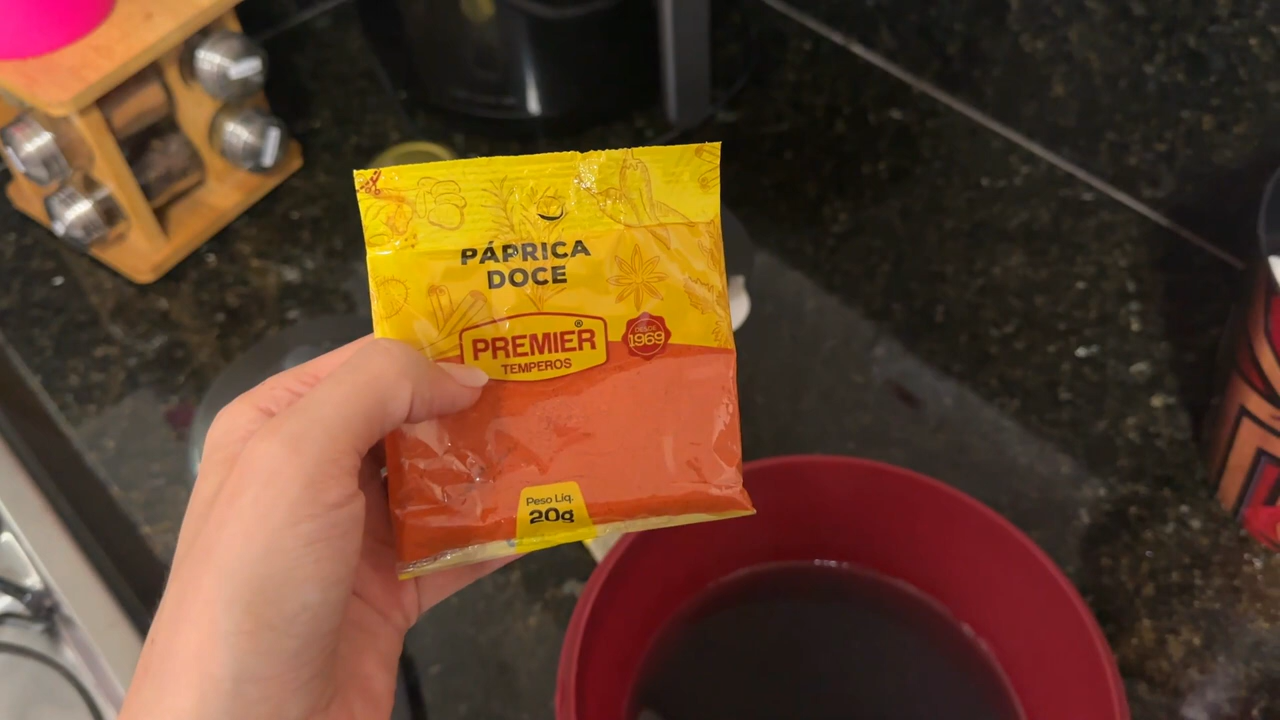 PÁPRICA
DOCE
PREMIER®
TEMPEROS
DESDE
1969
Peso Líq.
20g